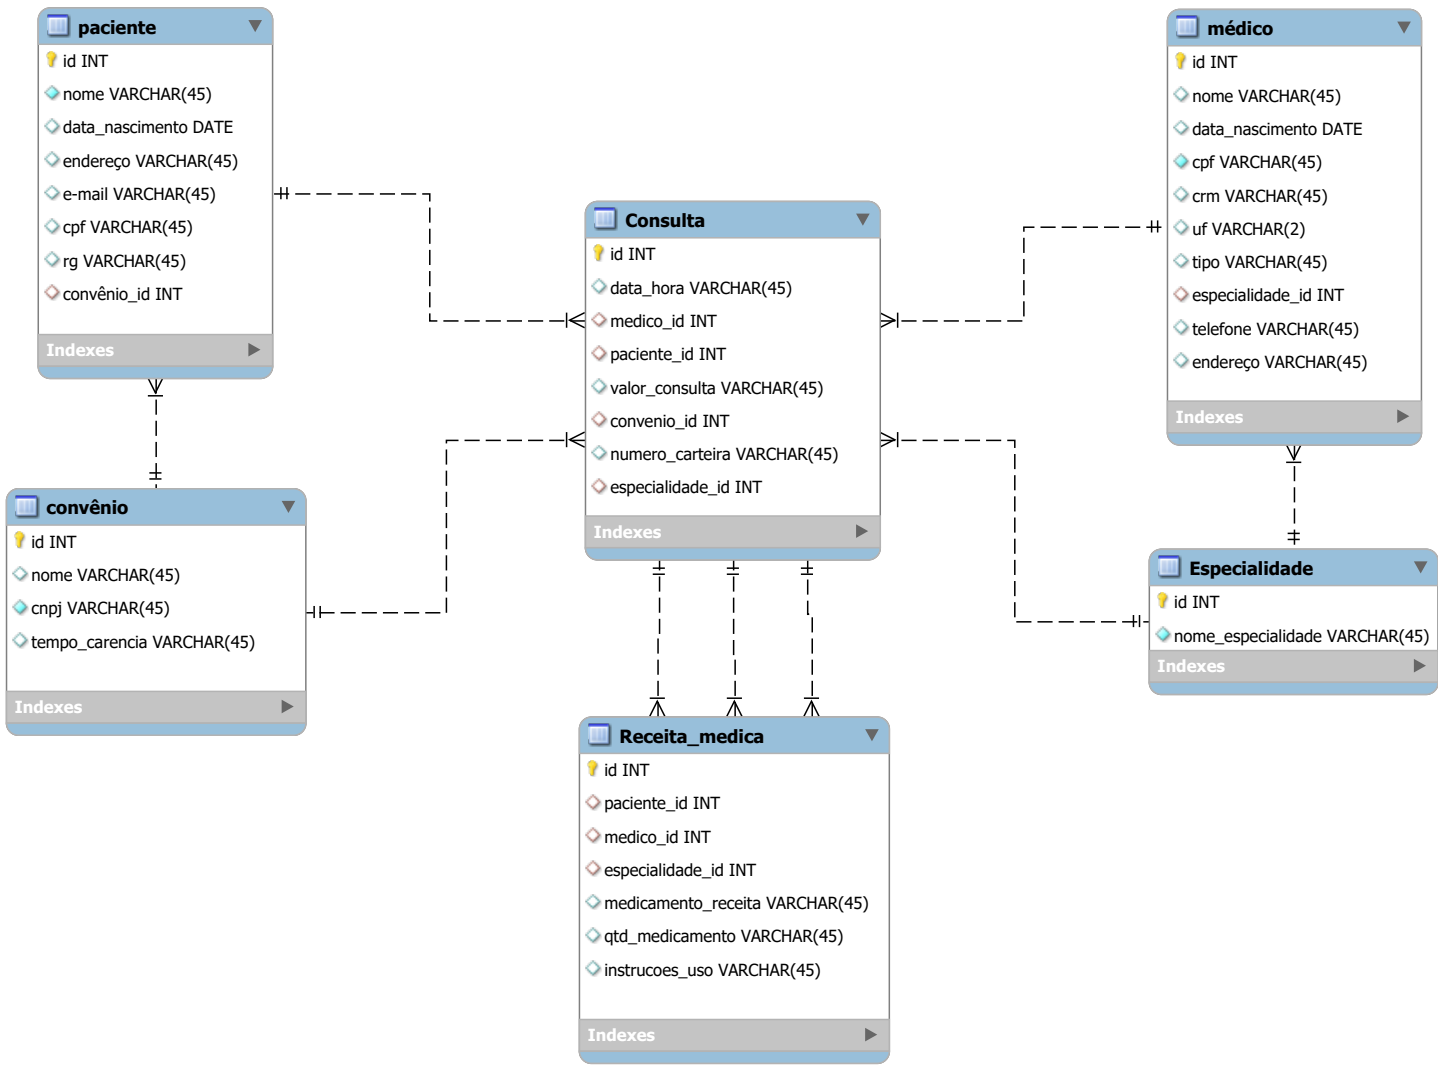 paciente
id INT
nome VARCHAR(45)
data_nascimento DATE
endereço VARCHAR(45)
e-mail VARCHAR(45)
cpf VARCHAR(45)
rg VARCHAR(45)
convênio_id INT
Indexes
médico
id INT
nome VARCHAR(45)
data_nascimento DATE
cpf VARCHAR(45)
crm VARCHAR(45)
uf VARCHAR(2)
tipo VARCHAR(45)
especialidade_id INT
telefone VARCHAR(45)
endereço VARCHAR(45)
Indexes
Consulta
id INT
data_hora VARCHAR(45)
medico_id INT
paciente_id INT
valor_consulta VARCHAR(45)
convenio_id INT
numero_carteira VARCHAR(45)
especialidade_id INT
Indexes
convênio
id INT
nome VARCHAR(45)
cnpj VARCHAR(45)
tempo_carencia VARCHAR(45)
Indexes
Especialidade
id INT
nome_especialidade VARCHAR(45)
Indexes
Receita_medica
id INT
paciente_id INT
medico_id INT
especialidade_id INT
medicamento_receita VARCHAR(45)
qtd_medicamento VARCHAR(45)
instrucoes_uso VARCHAR(45)
Indexes